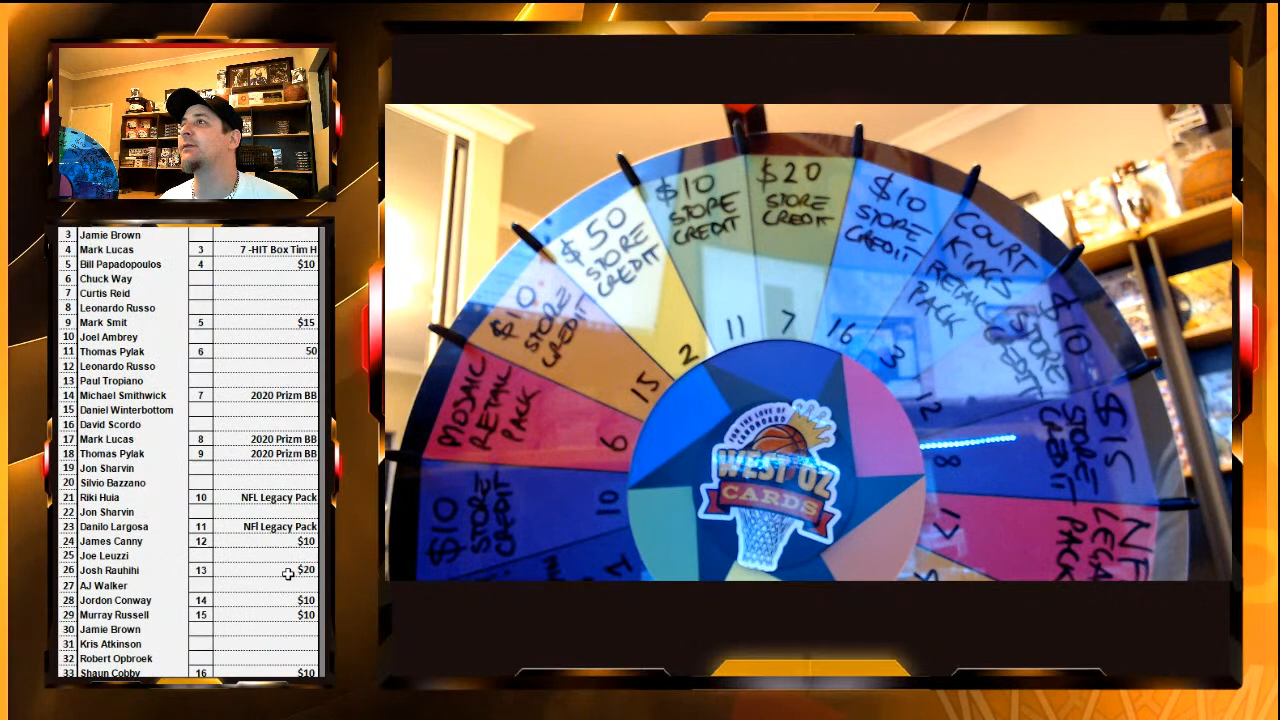 3 Jamie Brown
4 Mark Lucas 3 7 -HIT Box Tim H
5 Bill Papadopoulos 4 $10
6 Chuck Way
7 Curtis Reid
8 Leonardo Russo
9 Mark Smit 5 $15
10 Joel Ambrey
11 Thomas Pylak 6 50
12 Leonardo Russo
13 Paul Tropiano
14 Michael Smithwick 7 2020 Prizm BB
15 Daniel Winterbottom
16 David Scordo
17 Mark Lucas 8 2020 Prizm BB
18 Thomas Pylak 9 2020 Prizm BB
19 Jon Sharvin
20 Silvio Bazzano
21 Riki Huia 10 NFL Legacy Pack
22 Jon Sharvin
23 Danilo Largosa 11 NFl Legacy Pack
24 James Canny 12 $10
25 Joe Leuzzi
26 Josh Rauhihi 13 $20
27 AJ Walker
28 Jordon Conway 14 $10
29 Murray Russell 15 $10
30 Jamie Brown
31 Kris Atkinson
32 Robert Opbroek
33 Shaun Cobby 16 $10
$10
STORE
CREDIT
10
MOSAIC
RETAIL
PACK
6
$10
STORE
CREDIT
15
$50
STORE
CREDIT
2
$10
STORE
CREDIT
11
$20
STORE
CREDIT
7
$10
STORE
CREDIT
16
COURT
KINGS
RETAIL
PACK
3
$10
STORE
CREDIT
12
$15
STORE
CREDIT
8
NF
LEGA
PACK
17
FOR THE LOVE OF
CARDBOARD
WEST OZ
CARDS